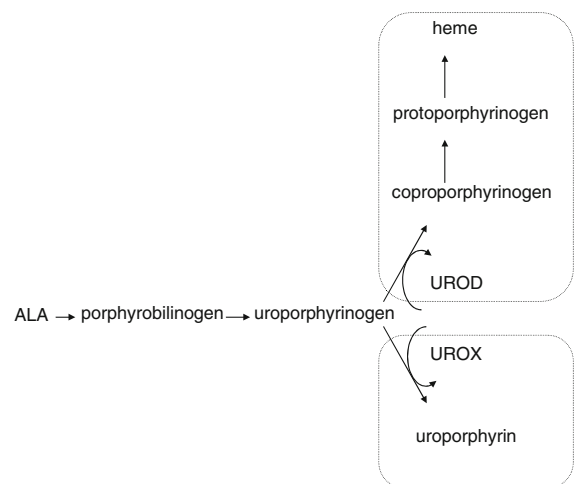 heme
protoporphyrinogen
coproporphyrinogen
UROD
ALA porphyrobilinogen uroporphyrinogen
UROX
uroporphyrin